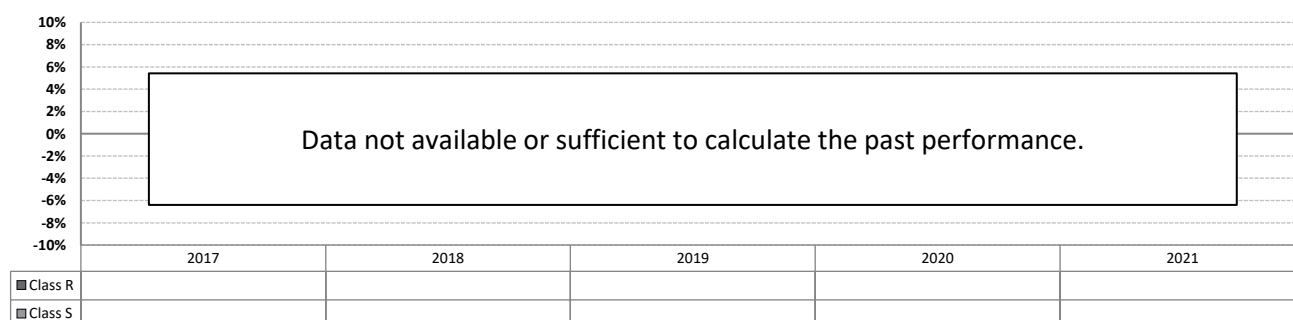 10%
8%
6%
4%
2%
0%
-2%
-4%
-6%
-8%
-10%
Data not available or sufficient to calculate the past performance.
2017 2018 2019 2020 2021
Class R
Class S